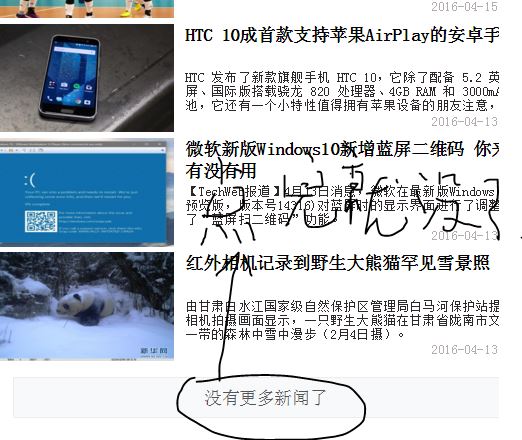 2016-04-15
HTC 10成首款支持苹果AirPlay的安卓手
HTC 发布了新款旗舰手机 HTC 10，它除了配备 5.2 英
屏、国际版搭载骁龙 820 处理器、4GB RAM 和 3000mA
池，它还有一个小特性值得拥有苹果设备的朋友注意，
2016-04-13
微软新版Windows10新增蓝屏二维码 你对
有没有用
【TechWeb报道】4月13日消息，微软在最新版Windows
预览版，版本号14316)对蓝屏时的显示界面进行了调整
了“蓝屏扫二维码”功能
2016-04-13
就没了
红外相机记录到野生大熊猫罕见雪景照
由甘肃白水江国家级自然保护区管理局白马河保护站提
相机拍摄画面显示，一只野生大熊猫在甘肃省陇南市文
一带的森林中雪中漫步（2月4日摄）。
2016-04-13
没有更多新闻了